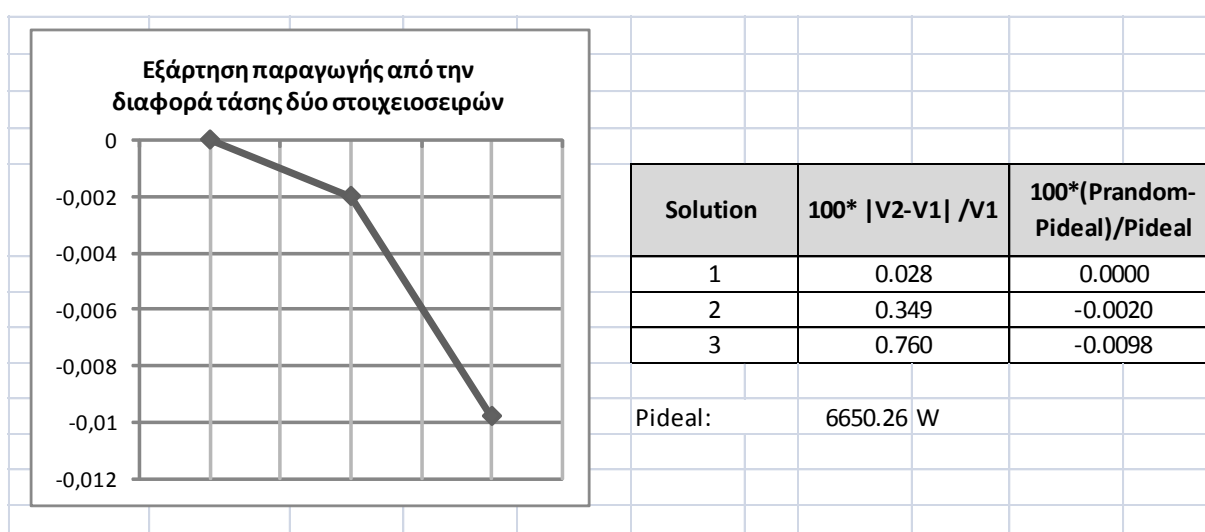 Εξάρτηση παραγωγής από την
διαφορά τάσης δύο στοιχειοσειρών
0
-0,002
-0,004
-0,006
-0,008
-0,01
-0,012
Solution 100* |V2-V1| /V1 100*(Prandom-
Pideal)/Pideal
1 0.028 0.0000
2 0.349 -0.0020
3 0.760 -0.0098
Pideal: 6650.26 W